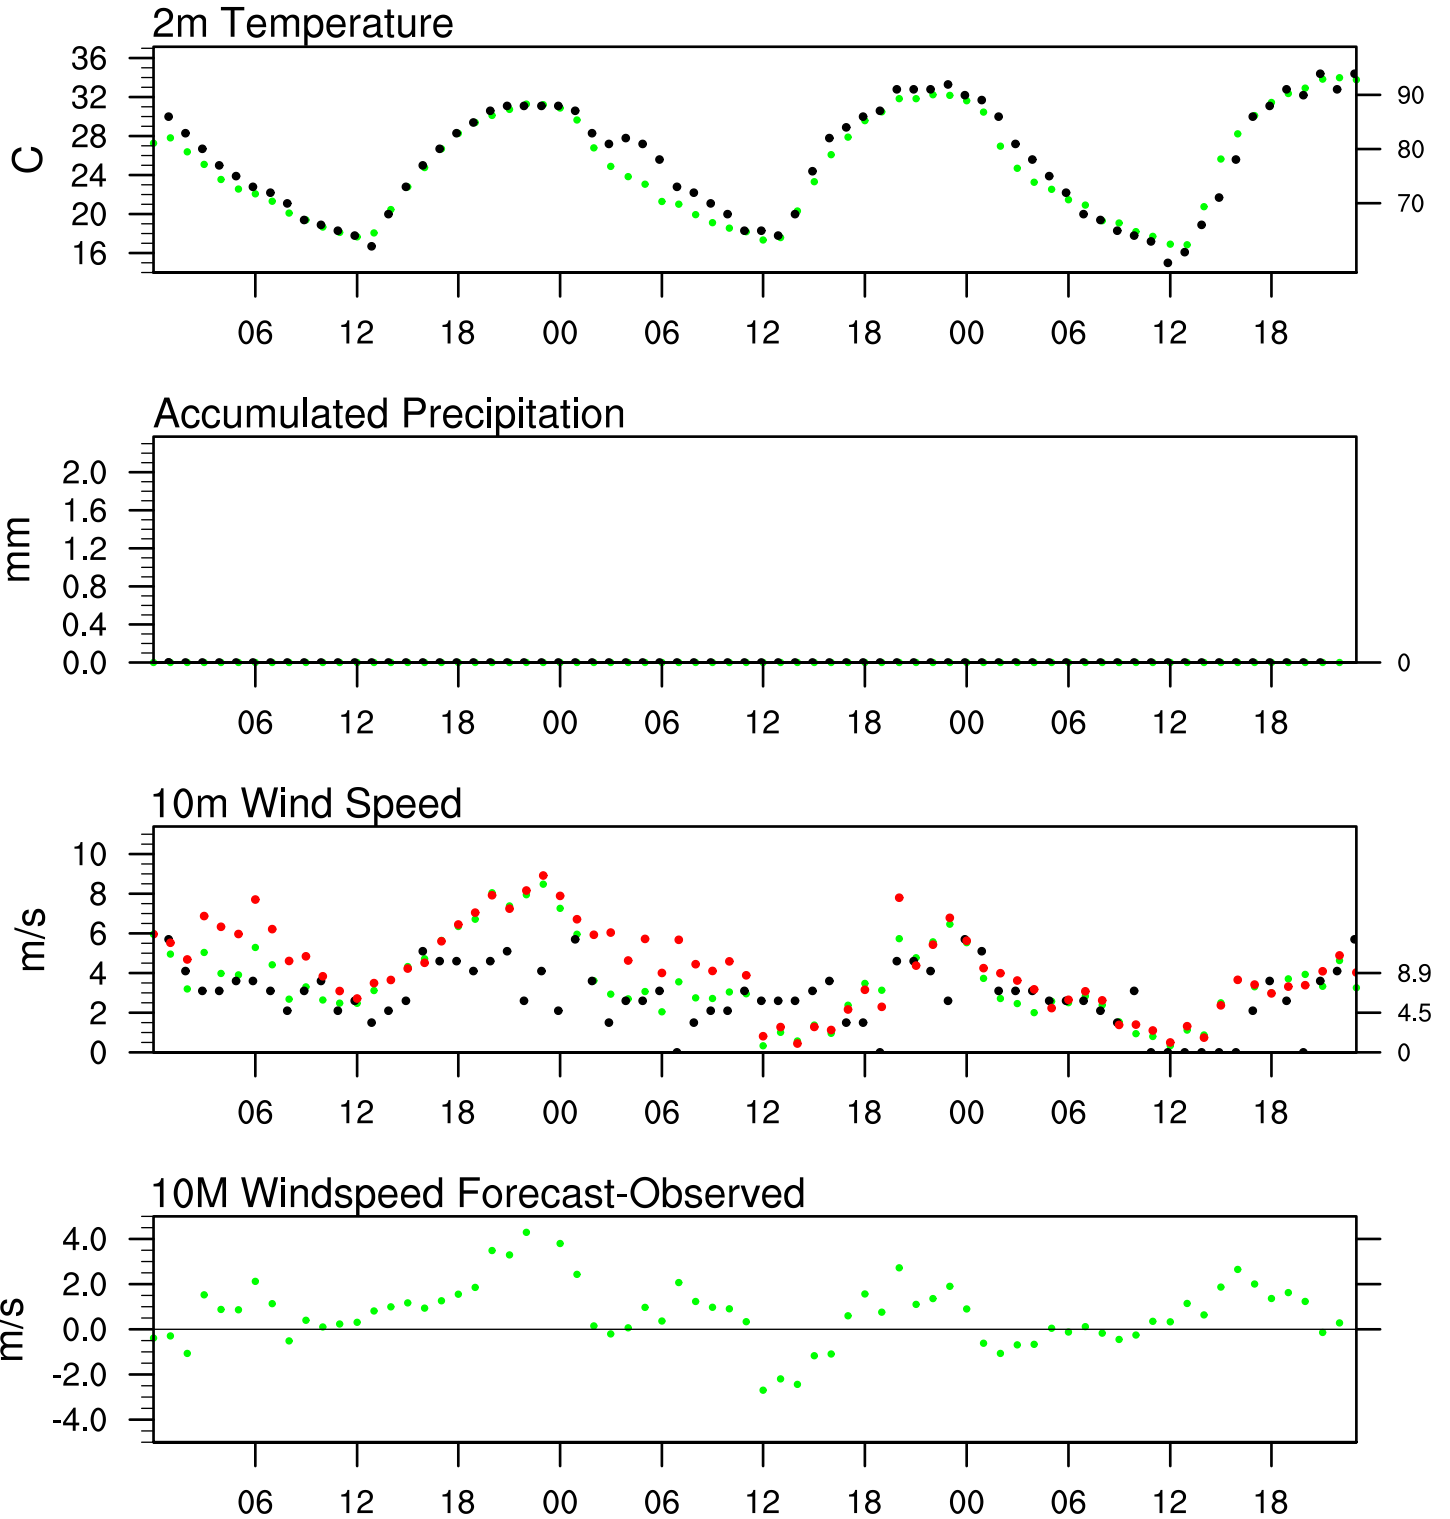 2m Temperature
36
32
28
24
20
16
C
90
80
70
06 12 18 00 06 12 18 00 06 12 18
Accumulated Precipitation
2.0
1.6
1.2
0.8
0.4
0.0
mm
0
06 12 18 00 06 12 18 00 06 12 18
10m Wind Speed
10
8
6
4
2
0
m/s
8.9
4.5
0
06 12 18 00 06 12 18 00 06 12 18
10M Windspeed Forecast-Observed
4.0
2.0
0.0
-2.0
-4.0
m/s
06 12 18 00 06 12 18 00 06 12 18